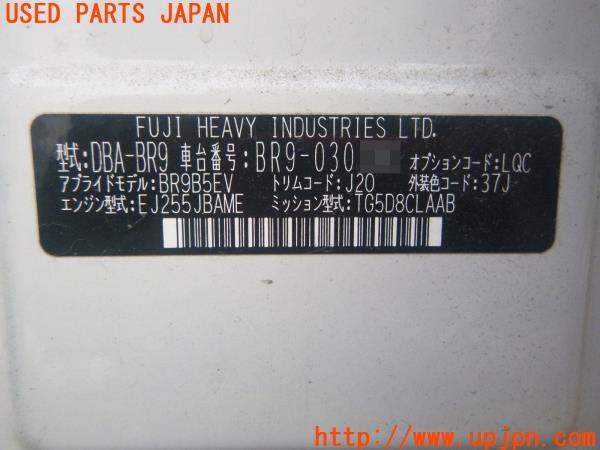 USED PARTS JAPAN
FUJI HEAVY INDUSTRIES LTD.
型式:DBA-BR9 車台番号:BR9-030 オプションコード:LQC
アプライドモデル:BR9B5EV トリムコード:J20 外装色コード:37J
エンジン型式:EJ255JBAME ミッション型式:TG5D8CLAAB
UPJ
http://www.upjpn.com/